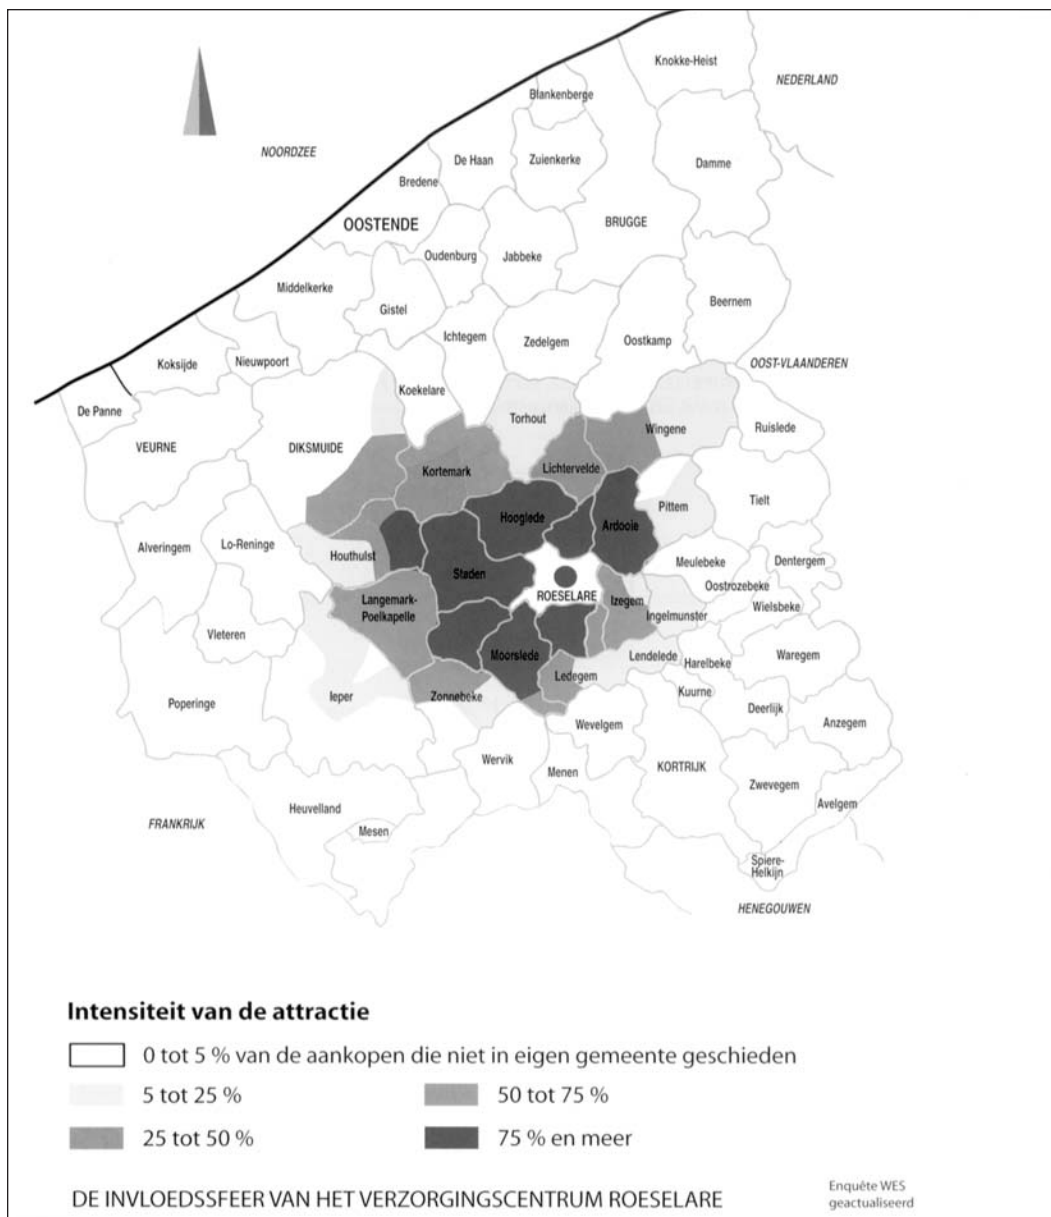 Knokke-Heist
NEDERLAND
Blankenberge
NOORDZEE
De Haan
Zuienkerke
Damme
Bredene
OOSTENDE
BRUGGE
Oudenburg
Jabbeke
Middelkerke
Gistel
Beernem
Ichtegem
Zedelgem
Oostkamp
Koksijde
Nieuwpoort
OOST-VLAANDEREN
Koekelare
De Panne
Torhout
Wingene
Ruislede
VEURNE
DIKSMUIDE
Kortemark
Lichtervelde
Pittem
Tielt
Hooglede
Ardooie
Alveringem
Lo-Reninge
Houthulst
Meulebeke
Dentergem
Staden
Oostrozebeke
ROESELARE
Langemark-
Poelkapelle
Izegem
Ingelmunster
Wielsbeke
Vleteren
Moorslede
Lendelede
Harelbeke
Waregem
Ledegem
Ieper
Zonnebeke
Kuurne
Poperinge
Deerlijk
Anzegem
Wevelgem
Wervik
Menen
KORTRIJK
Zwevegem
Heuvelland
Avelgem
FRANKRIJK
Mesen
Spiere-
Helkijn
HENEGOUWEN
Intensiteit van de attractie
0 tot 5 % van de aankopen die niet in eigen gemeente geschieden
5 tot 25 %
50 tot 75 %
25 tot 50 %
75 % en meer
DE INVLOEDSSFEER VAN HET VERZORGINGSCENTRUM ROESELARE
Enquête WES
geactualiseerd